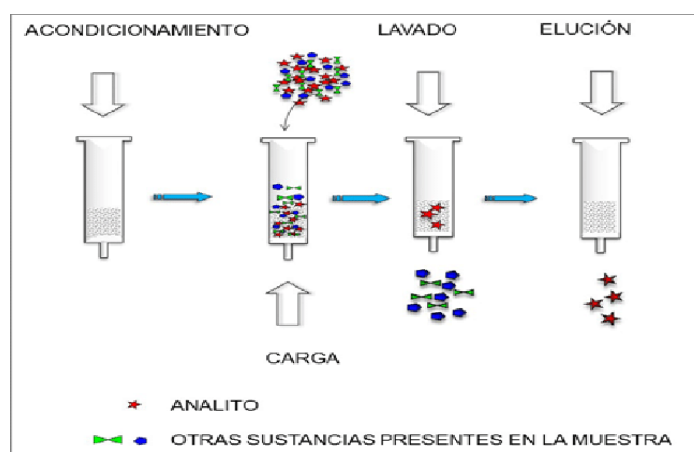 ACONDICIONAMIENTO
LAVADO
ELUCIÓN
CARGA
ANALITO
OTRAS SUSTANCIAS PRESENTES EN LA MUESTRA